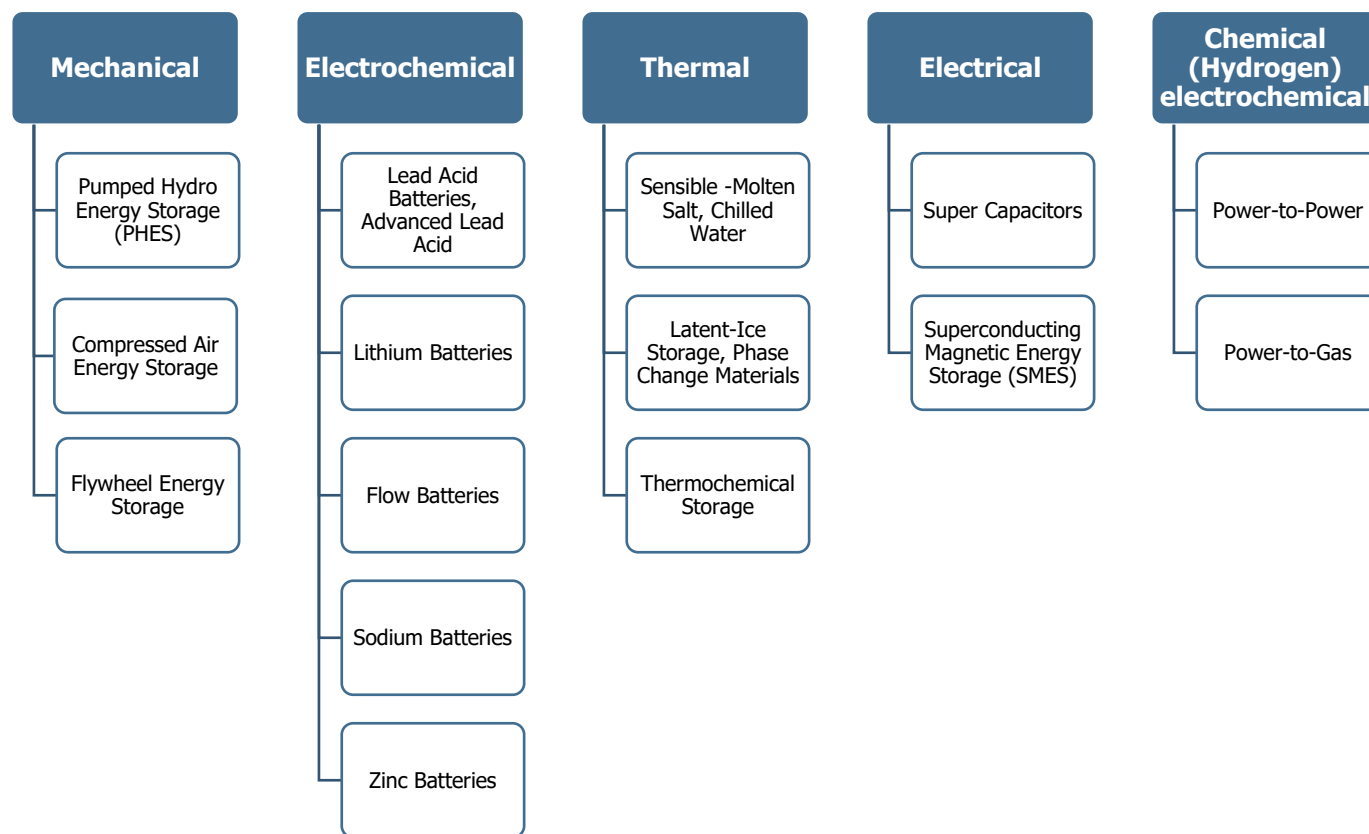 Mechanical
Pumped Hydro
Energy Storage
(PHES)
Compressed Air
Energy Storage
Flywheel Energy
Storage
Electrochemical
Lead Acid
Batteries,
Advanced Lead
Acid
Lithium Batteries
Flow Batteries
Sodium Batteries
Zinc Batteries
Thermal
Sensible -Molten
Salt, Chilled
Water
Latent-Ice
Storage, Phase
Change Materials
Thermochemical
Storage
Electrical
Super Capacitors
Superconducting
Magnetic Energy
Storage (SMES)
Chemical
(Hydrogen)
electrochemical
Power-to-Power
Power-to-Gas